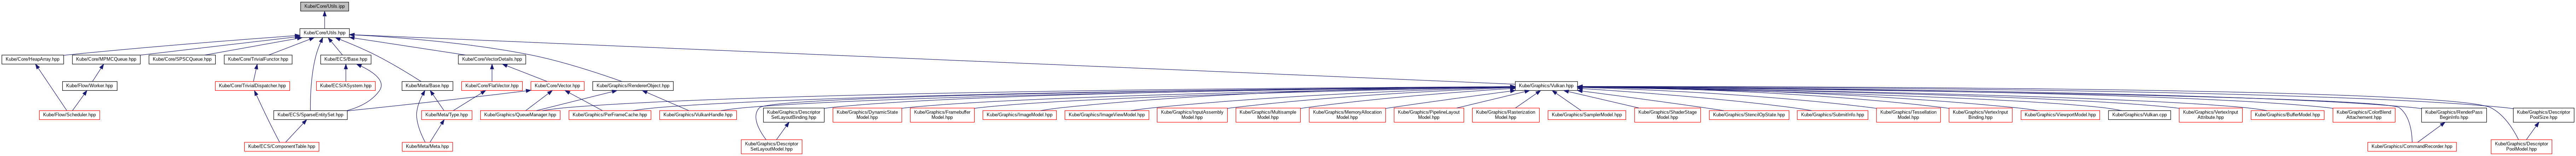 Kube/Core/Utils.ipp
Kube/Core/Utils.hpp
Kube/Core/HeapArray.hpp
Kube/Core/MPMCQueue.hpp
Kube/Core/SPSCQueue.hpp
Kube/Core/TrivialFunctor.hpp
Kube/ECS/Base.hpp
Kube/Core/VectorDetails.hpp
Kube/Flow/Worker.hpp
Kube/Core/TrivialDispatcher.hpp
Kube/ECS/ASystem.hpp
Kube/Meta/Base.hpp
Kube/Core/FlatVector.hpp
Kube/Core/Vector.hpp
Kube/Graphics/RendererObject.hpp
Kube/Graphics/Vulkan.hpp
Kube/Flow/Scheduler.hpp
Kube/ECS/SparseEntitySet.hpp
Kube/Meta/Type.hpp
Kube/Graphics/QueueManager.hpp
Kube/Graphics/PerFrameCache.hpp
Kube/Graphics/VulkanHandle.hpp
Kube/Graphics/Descriptor
SetLayoutBinding.hpp
Kube/Graphics/DynamicState
Model.hpp
Kube/Graphics/Framebuffer
Model.hpp
Kube/Graphics/ImageModel.hpp
Kube/Graphics/ImageViewModel.hpp
Kube/Graphics/InputAssembly
Model.hpp
Kube/Graphics/Multisample
Model.hpp
Kube/Graphics/MemoryAllocation
Model.hpp
Kube/Graphics/PipelineLayout
Model.hpp
Kube/Graphics/Rasterization
Model.hpp
Kube/Graphics/SamplerModel.hpp
Kube/Graphics/ShaderStage
Model.hpp
Kube/Graphics/StencilOpState.hpp
Kube/Graphics/SubmitInfo.hpp
Kube/Graphics/Tessellation
Model.hpp
Kube/Graphics/VertexInput
Binding.hpp
Kube/Graphics/ViewportModel.hpp
Kube/Graphics/Vulkan.cpp
Kube/Graphics/VertexInput
Attribute.hpp
Kube/Graphics/BufferModel.hpp
Kube/Graphics/ColorBlend
Attachement.hpp
Kube/Graphics/RenderPass
BeginInfo.hpp
Kube/Graphics/Descriptor
PoolSize.hpp
Kube/ECS/ComponentTable.hpp
Kube/Meta/Meta.hpp
Kube/Graphics/Descriptor
SetLayoutModel.hpp
Kube/Graphics/CommandRecorder.hpp
Kube/Graphics/Descriptor
PoolModel.hpp